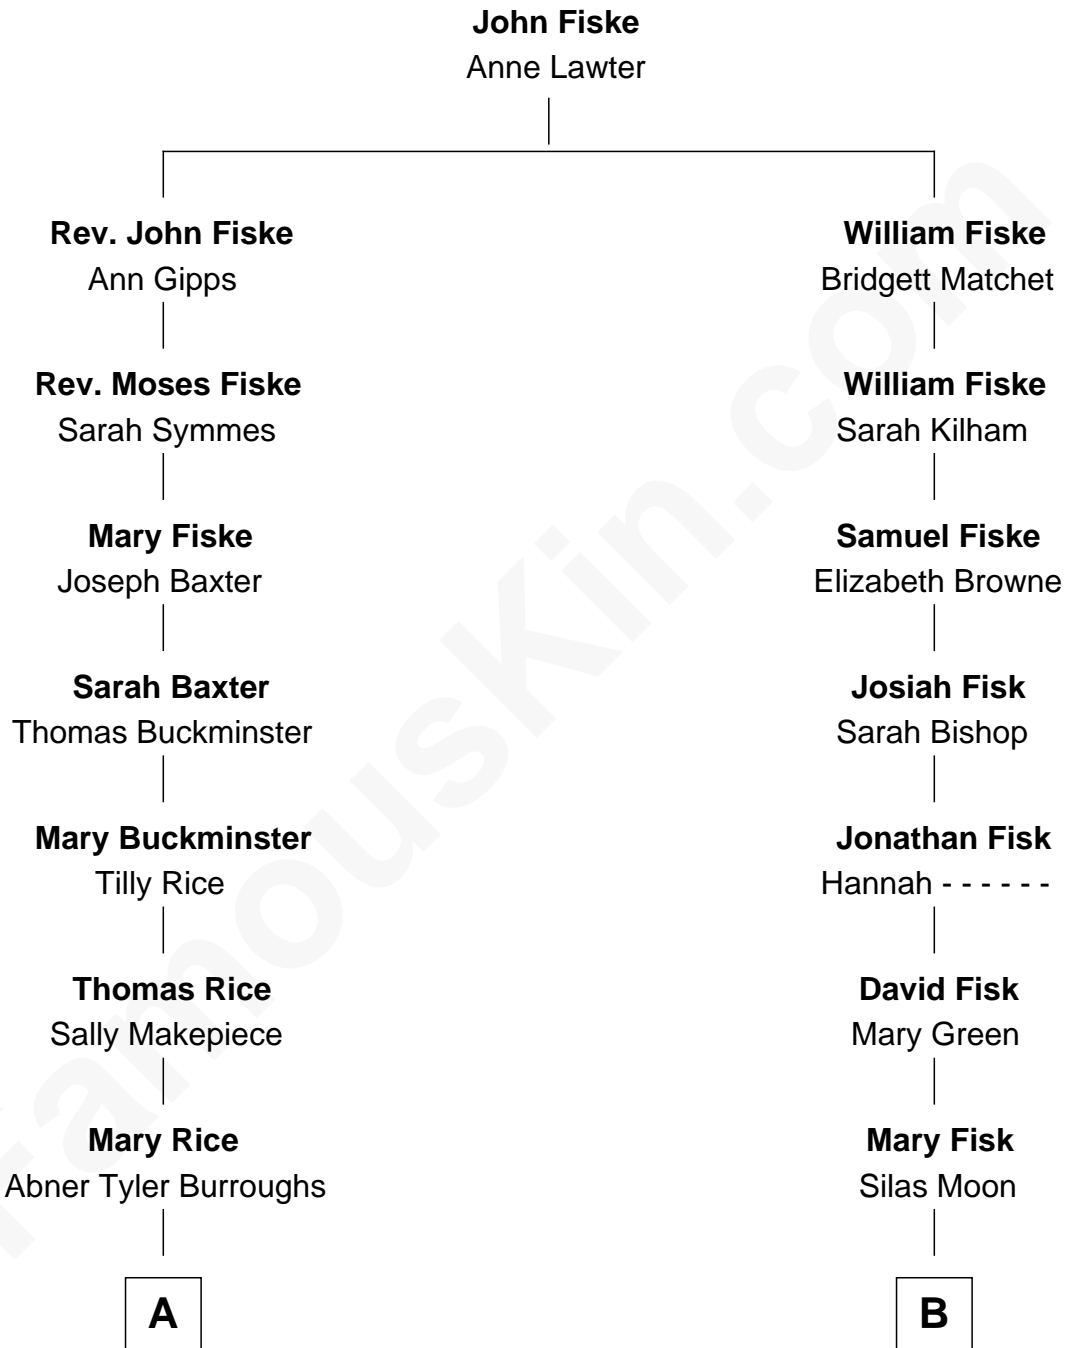 John Fiske
Anne Lawter
Rev. John Fiske
Ann Gipps
Rev. Moses Fiske
Sarah Symmes
Mary Fiske
Joseph Baxter
Sarah Baxter
Thomas Buckminster
Mary Buckminster
Tilly Rice
Thomas Rice
Sally Makepiece
Mary Rice
Abner Tyler Burroughs
A
William Fiske
Bridgett Matchet
William Fiske
Sarah Kilham
Samuel Fiske
Elizabeth Browne
Josiah Fisk
Sarah Bishop
Jonathan Fisk
Hannah - - - - - -
David Fisk
Mary Green
Mary Fisk
Silas Moon
B
FamousKin.com